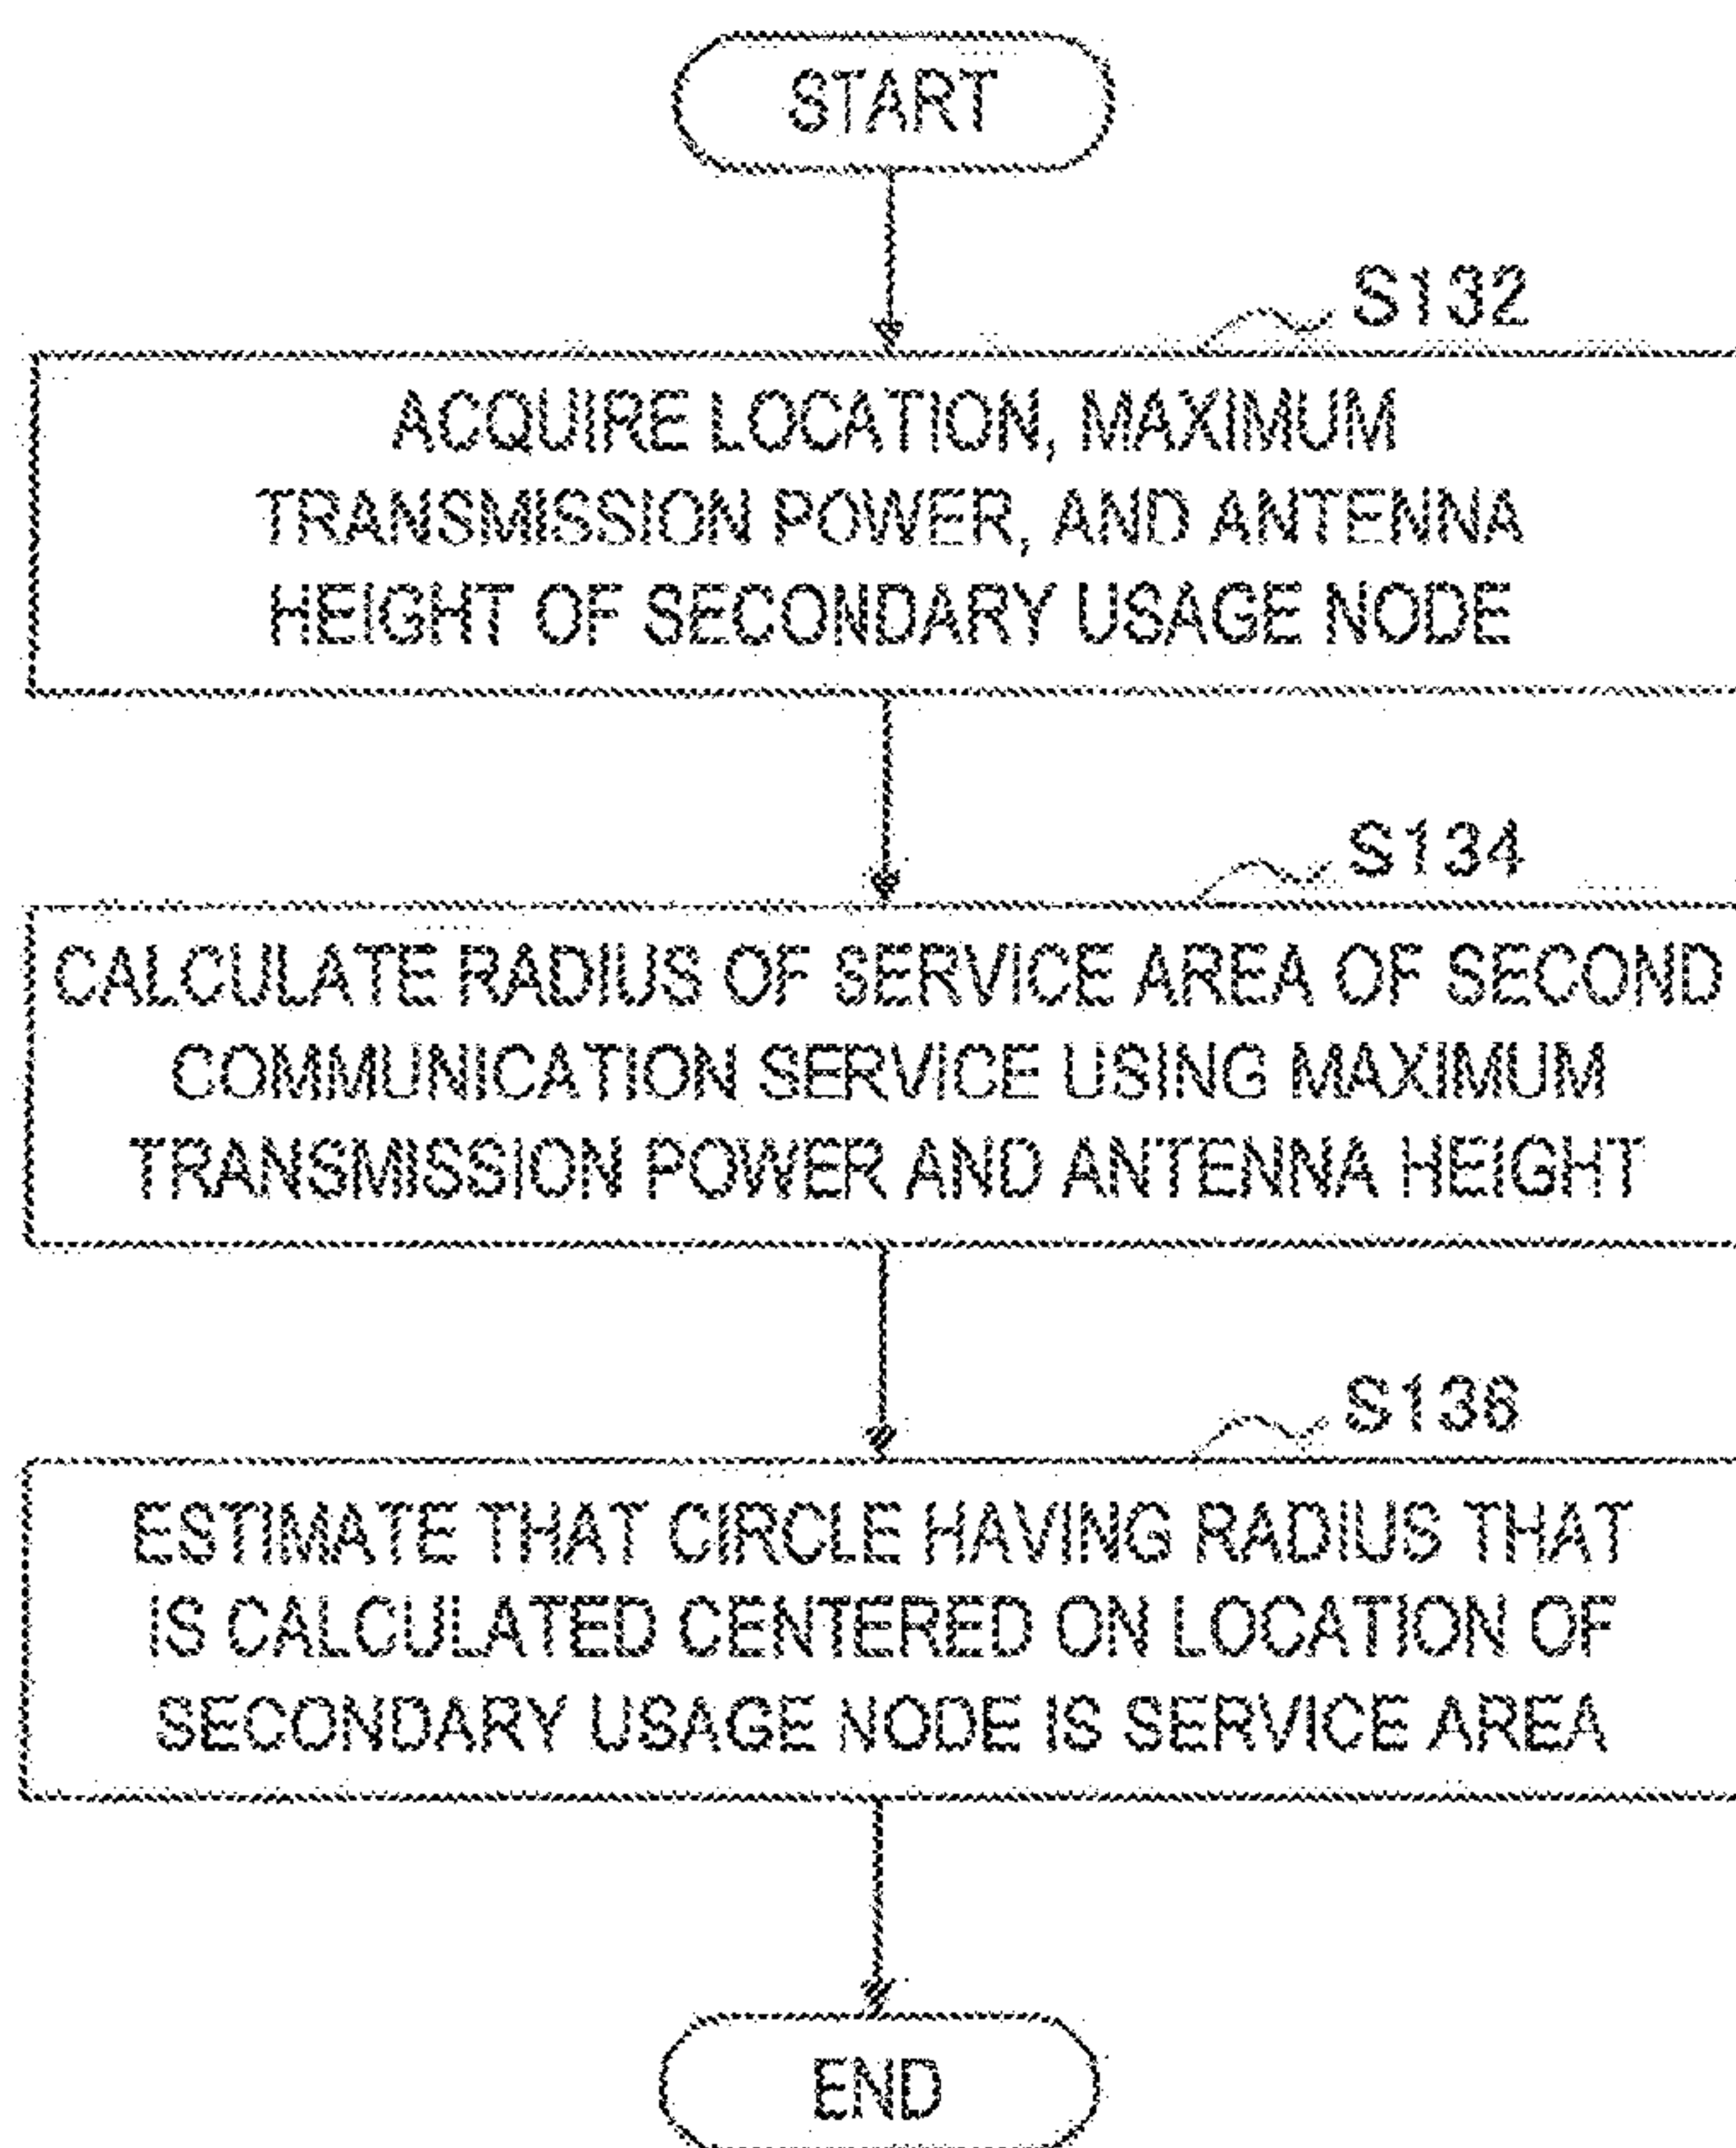 START
S132
ACQUIRE LOCATION, MAXIMUM
TRANSMISSION POWER, AND ANTENNA
HEIGHT OF SECONDARY USAGE NODE
S134
CALCULATE RADIUS OF SERVICE AREA OF SECOND
COMMUNICATION SERVICE USING MAXIMUM
TRANSMISSION POWER AND ANTENNA HEIGHT
S136
ESTIMATE THAT CIRCLE HAVING RADIUS THAT
IS CALCULATED CENTERED ON LOCATION OF
SECONDARY USAGE NODE IS SERVICE AREA
END